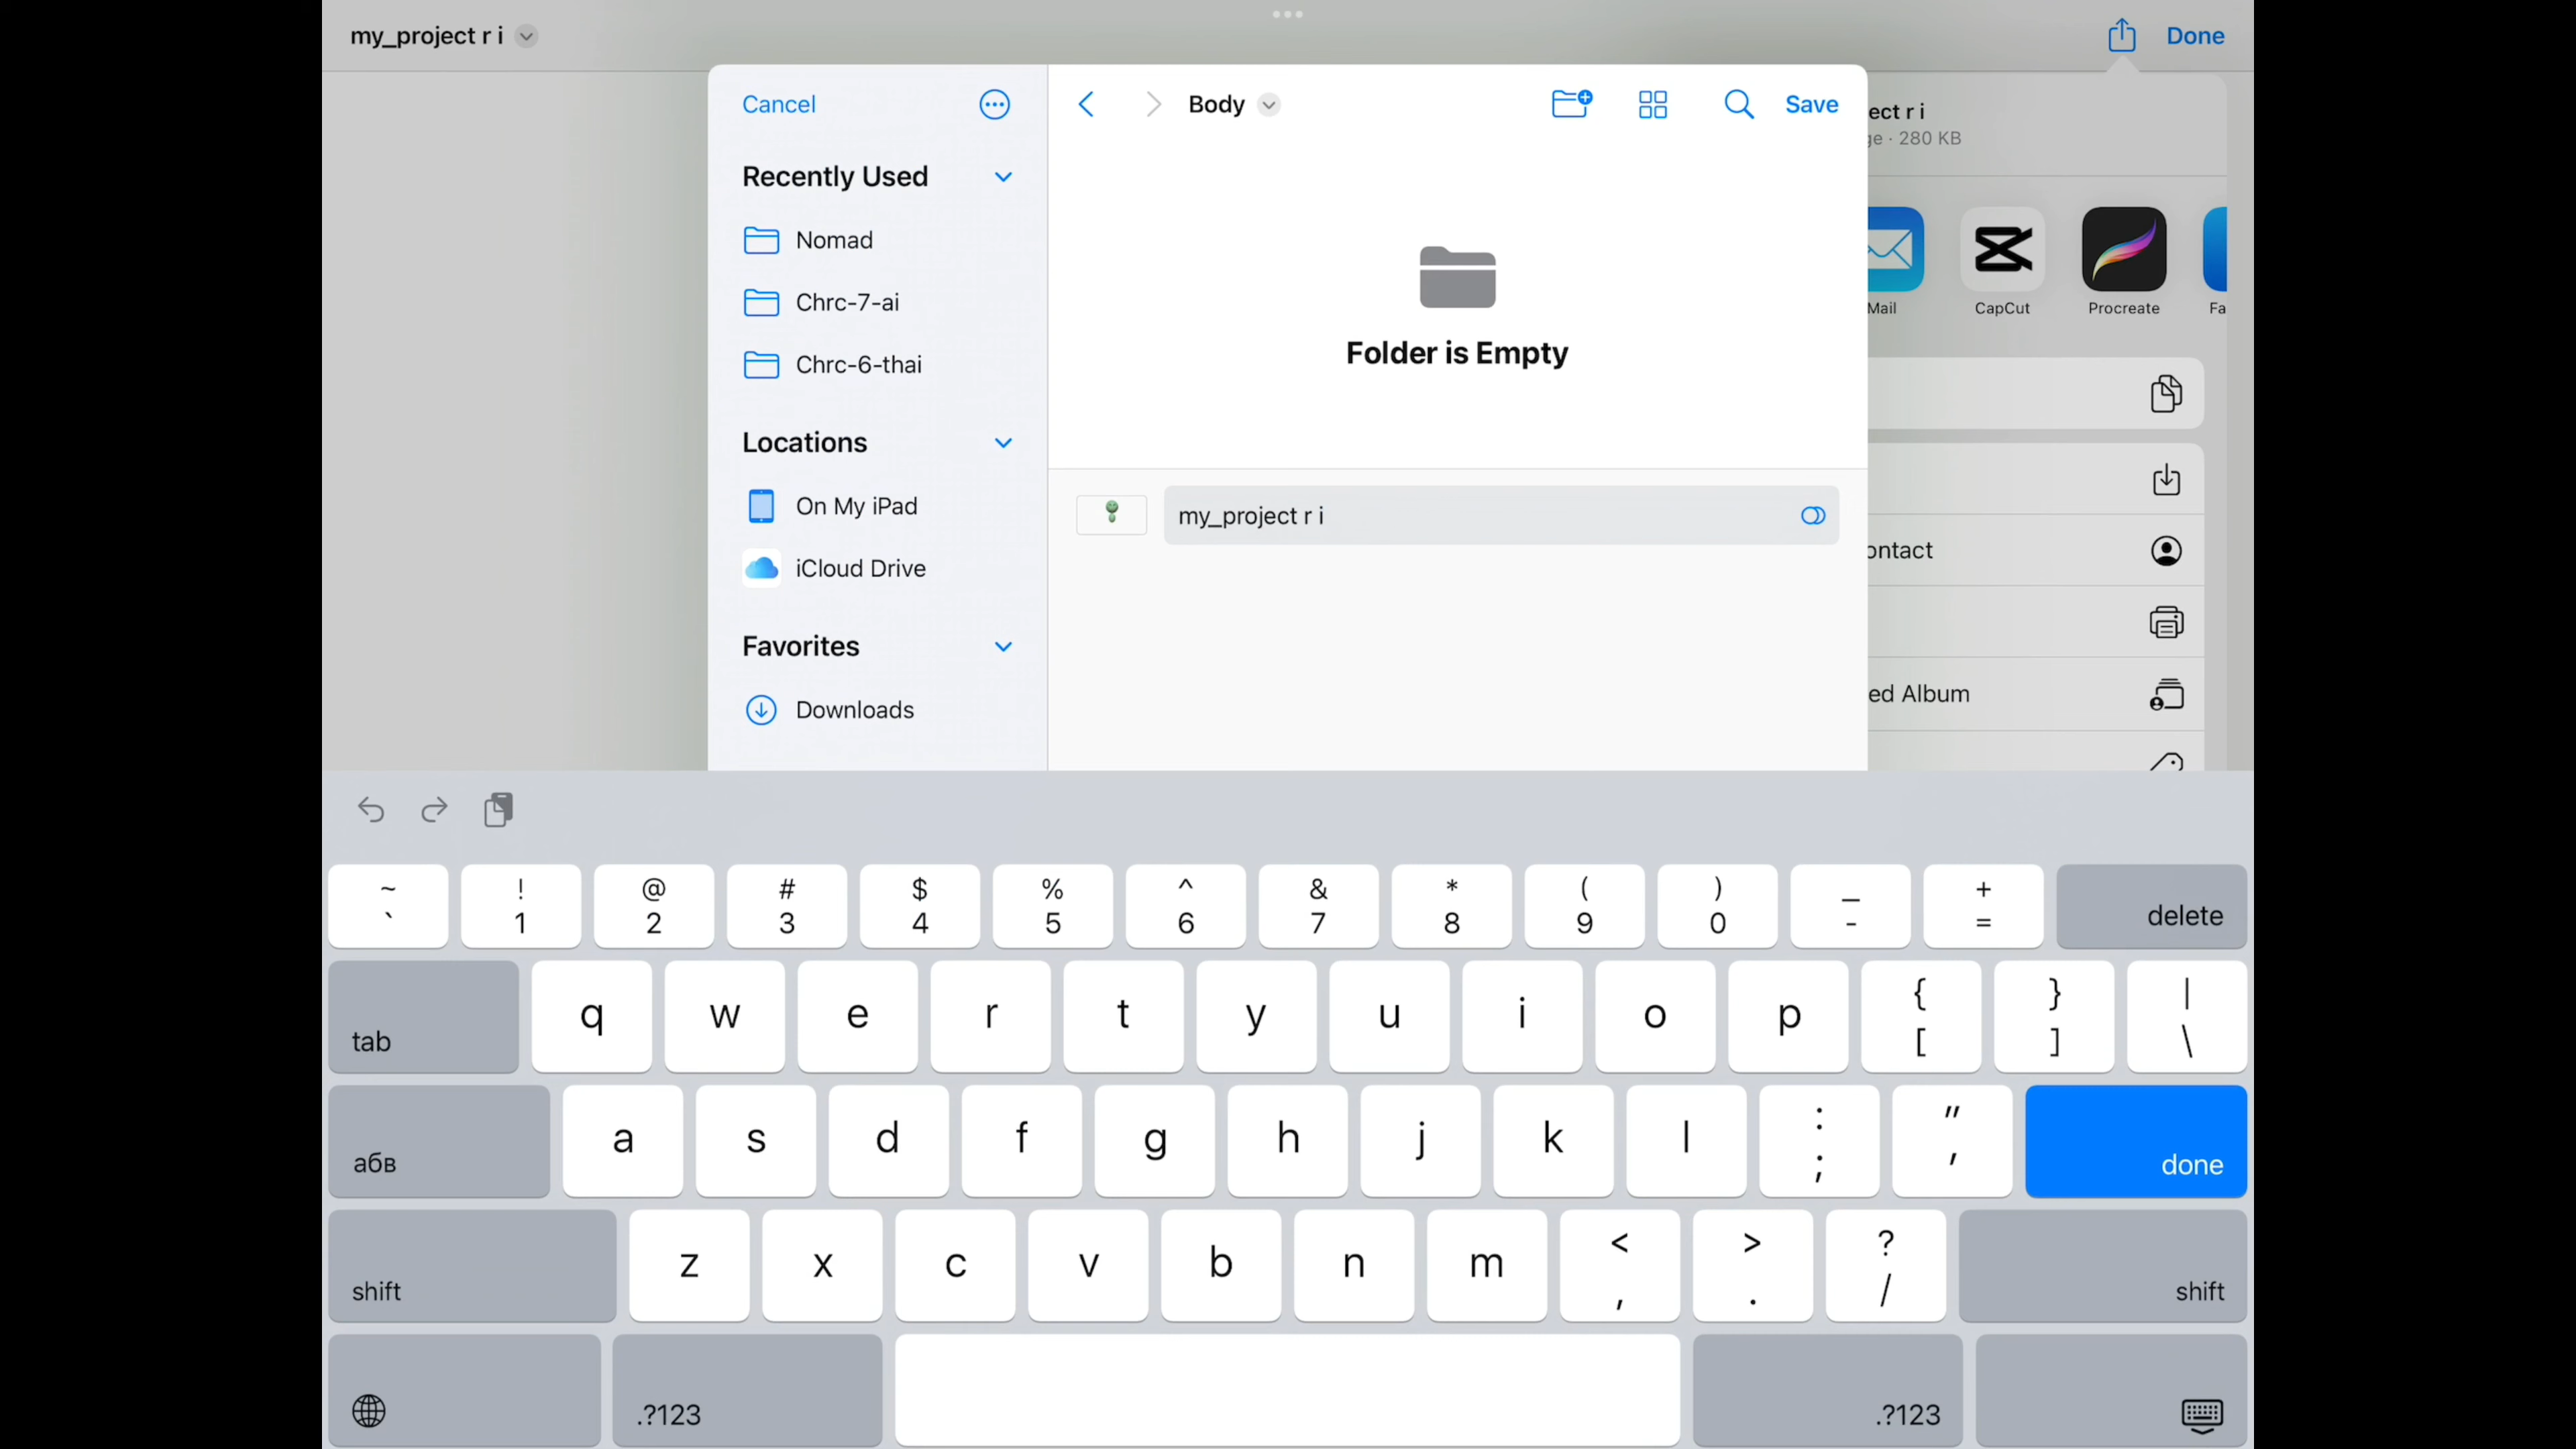 my_project r i
Done
Cancel
Body
Save
Recently Used
Nomad
Chrc-7-ai
Chrc-6-thai
Locations
On My iPad
iCloud Drive
Favorites
Downloads
Folder is Empty
my_project r i
ect r i
ge · 280 KB
Mail
CapCut
Procreate
Fa
ontact
ed Album
~ ! @ # $ % ^ & * ( ) _ +
` 1 2 3 4 5 6 7 8 9 0 - = delete
tab q w e r t y u i o p { [ } ] | \
абв a s d f g h j k l : ; " ' done
shift z x c v b n m < , > . ? / shift
.?123 .?123